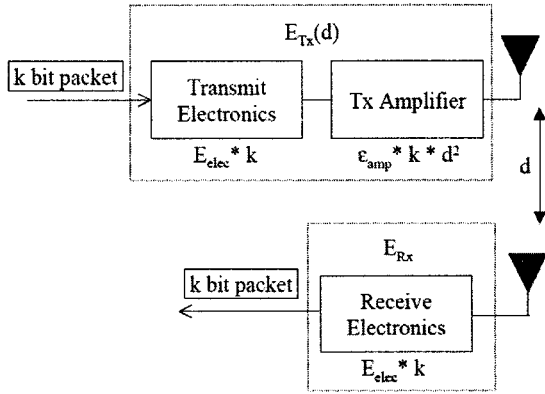 E_Tx(d)
k bit packet
Transmit
Electronics
Tx Amplifier
E_elec* k
ε_amp* k * d²
d
E_Rx
k bit packet
Receive
Electronics
E_elec* k